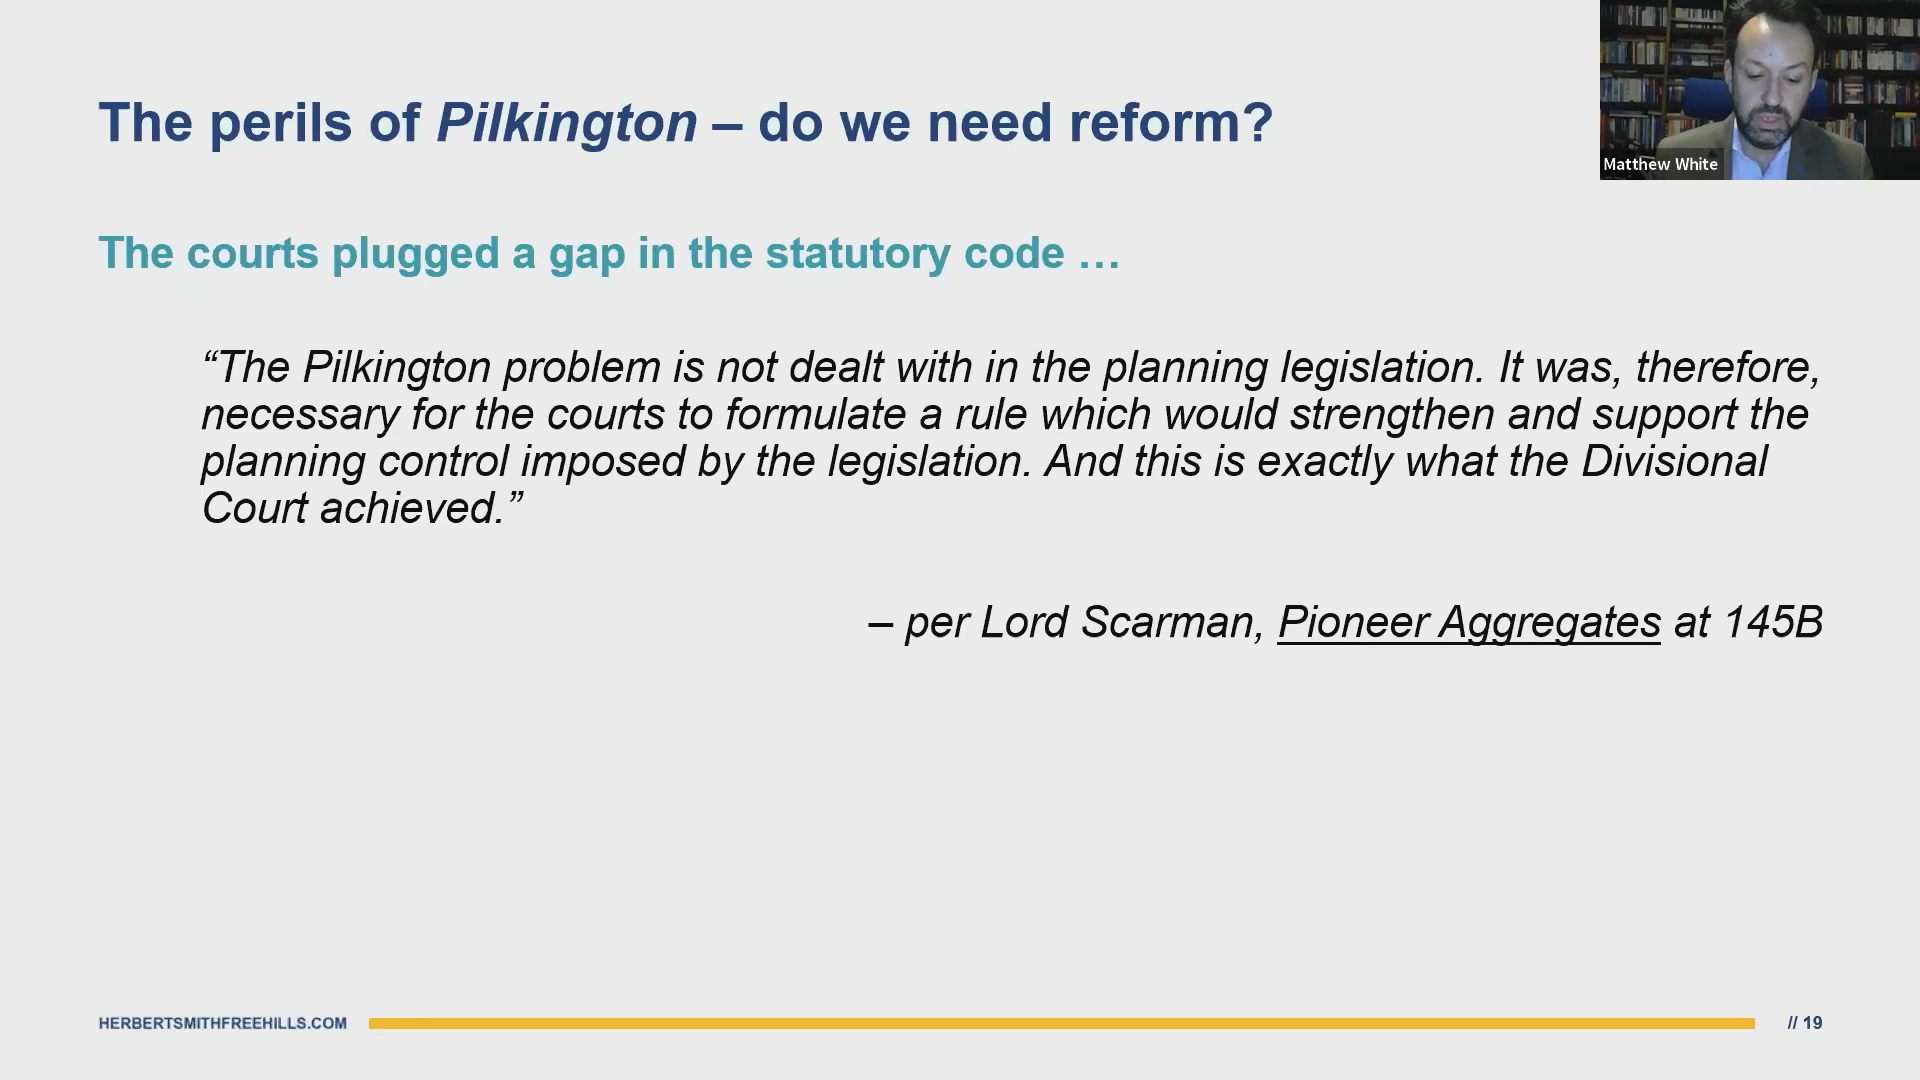 The perils of Pilkington – do we need reform?
Matthew White
The courts plugged a gap in the statutory code …
“The Pilkington problem is not dealt with in the planning legislation. It was, therefore,
necessary for the courts to formulate a rule which would strengthen and support the
planning control imposed by the legislation. And this is exactly what the Divisional
Court achieved.”
– per Lord Scarman, Pioneer Aggregates at 145B
HERBERTSMITHFREEHILLS.COM
// 19